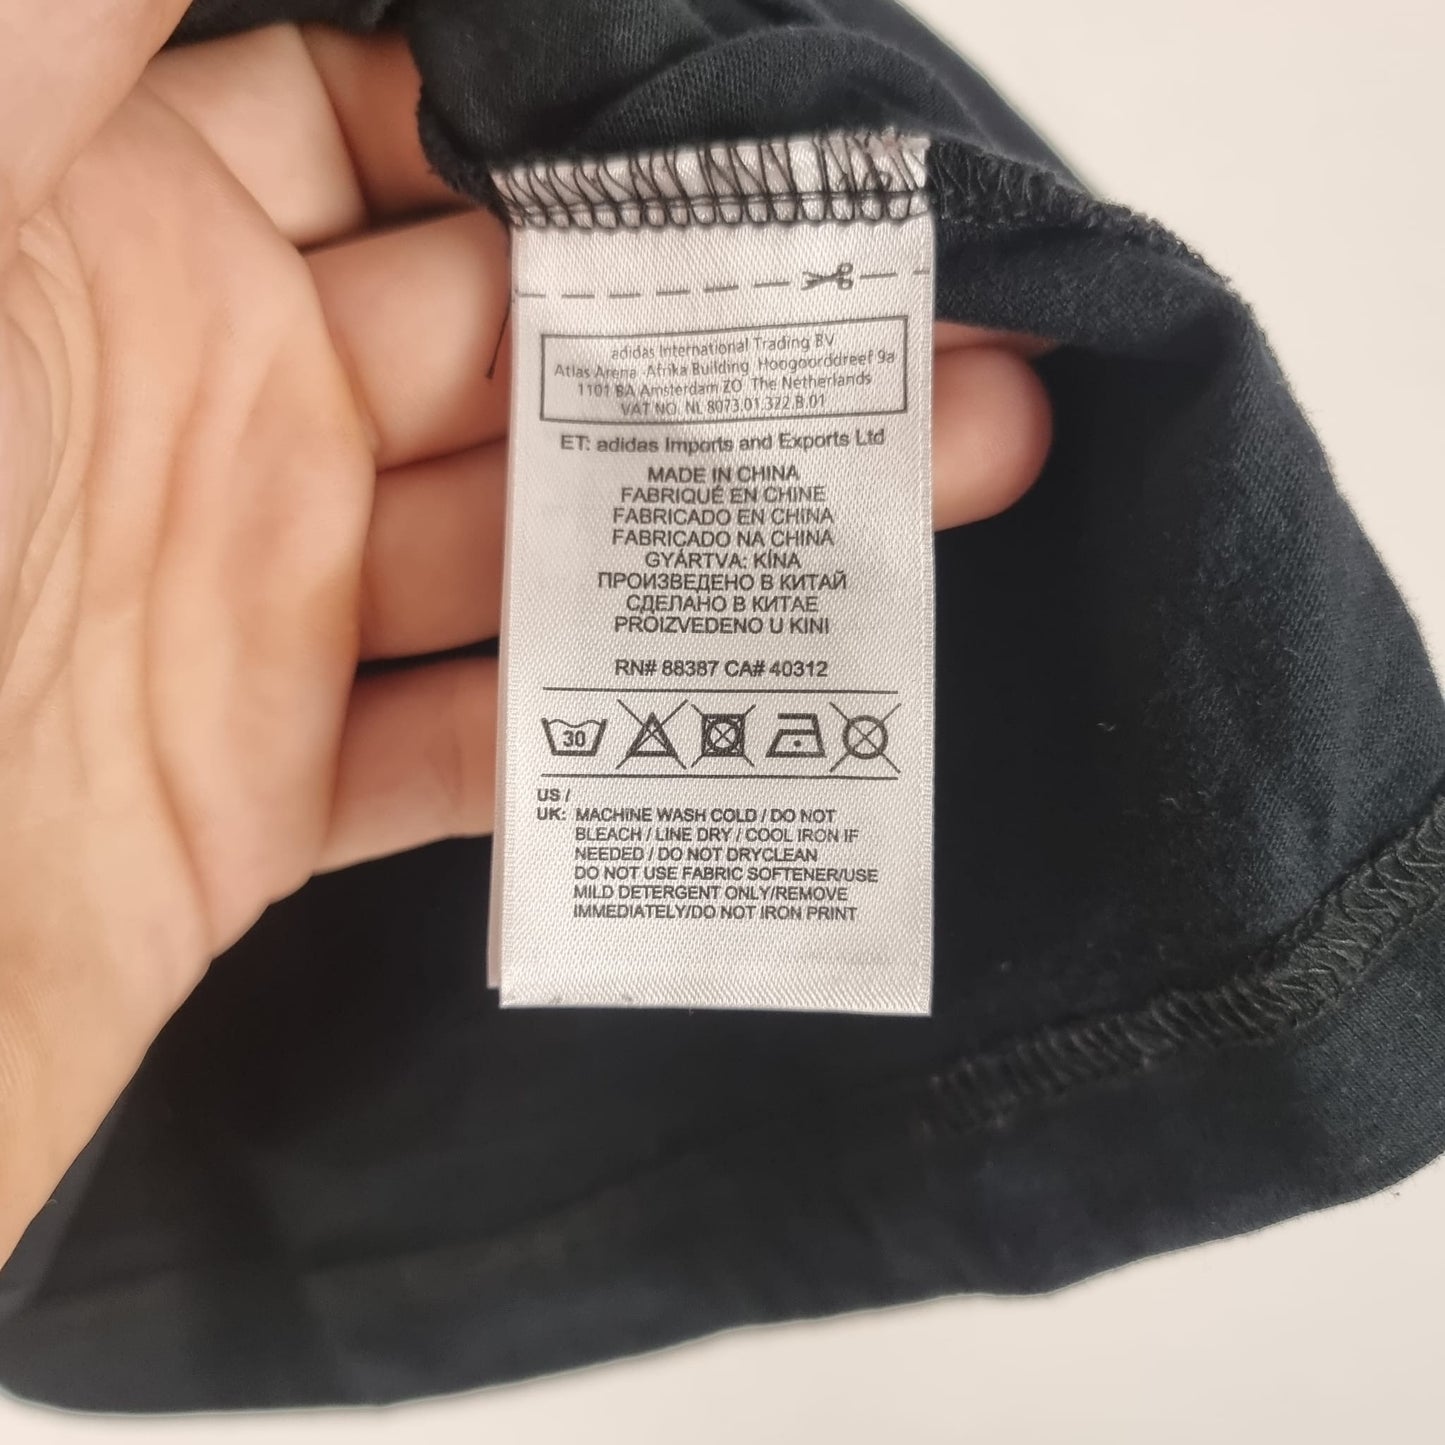 adidas International Trading BV
Atlas Arena Afrika Building Hoogoorddreef 9a
1101 BA Amsterdam ZO The Netherlands
VAT NO. NL 8073.01.372.B.01
ET: adidas Imports and Exports Ltd
MADE IN CHINA
FABRIQUÉ EN CHINE
FABRICADO EN CHINA
FABRICADO NA CHINA
GYÁRTVA: KÍNA
ПРОИЗВЕДЕНО В КИТАЙ
СДЕЛАНО В КИТАЕ
PROIZVEDENO U KINI
RN# 88387 CA# 40312
30
US /
UK: MACHINE WASH COLD / DO NOT
BLEACH / LINE DRY / COOL IRON IF
NEEDED / DO NOT DRYCLEAN
DO NOT USE FABRIC SOFTENER/USE
MILD DETERGENT ONLY/REMOVE
IMMEDIATELY/DO NOT IRON PRINT